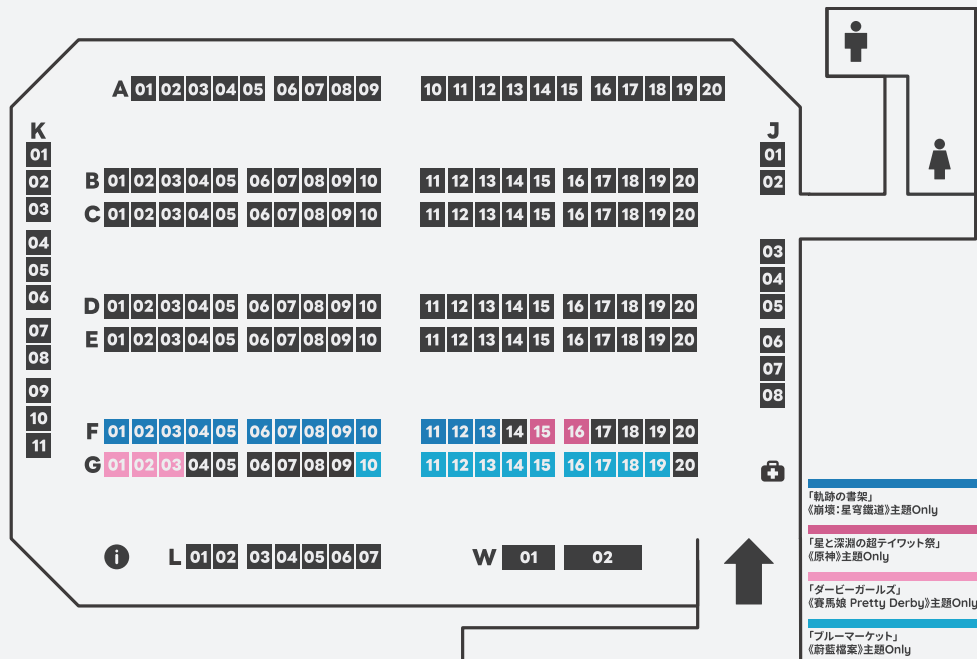 A 01 02 03 04 05 06 07 08 09 10 11 12 13 14 15 16 17 18 19 20
K
01
02
03
04
05
06
07
08
09
10
11
J
01
02
03
04
05
06
07
08
B 01 02 03 04 05 06 07 08 09 10 11 12 13 14 15 16 17 18 19 20
C 01 02 03 04 05 06 07 08 09 10 11 12 13 14 15 16 17 18 19 20
D 01 02 03 04 05 06 07 08 09 10 11 12 13 14 15 16 17 18 19 20
E 01 02 03 04 05 06 07 08 09 10 11 12 13 14 15 16 17 18 19 20
F 01 02 03 04 05 06 07 08 09 10 11 12 13 14 15 16 17 18 19 20
G 01 02 03 04 05 06 07 08 09 10 11 12 13 14 15 16 17 18 19 20
i
L 01 02 03 04 05 06 07
W 01 02
「軌跡の書架」
《崩壞:星穹鐵道》主題Only
「星と深淵の超テイワット祭」
《原神》主題Only
「ダービーガールズ」
《賽馬娘 Pretty Derby》主題Only
「ブルーマーケット」
《蔚藍檔案》主題Only